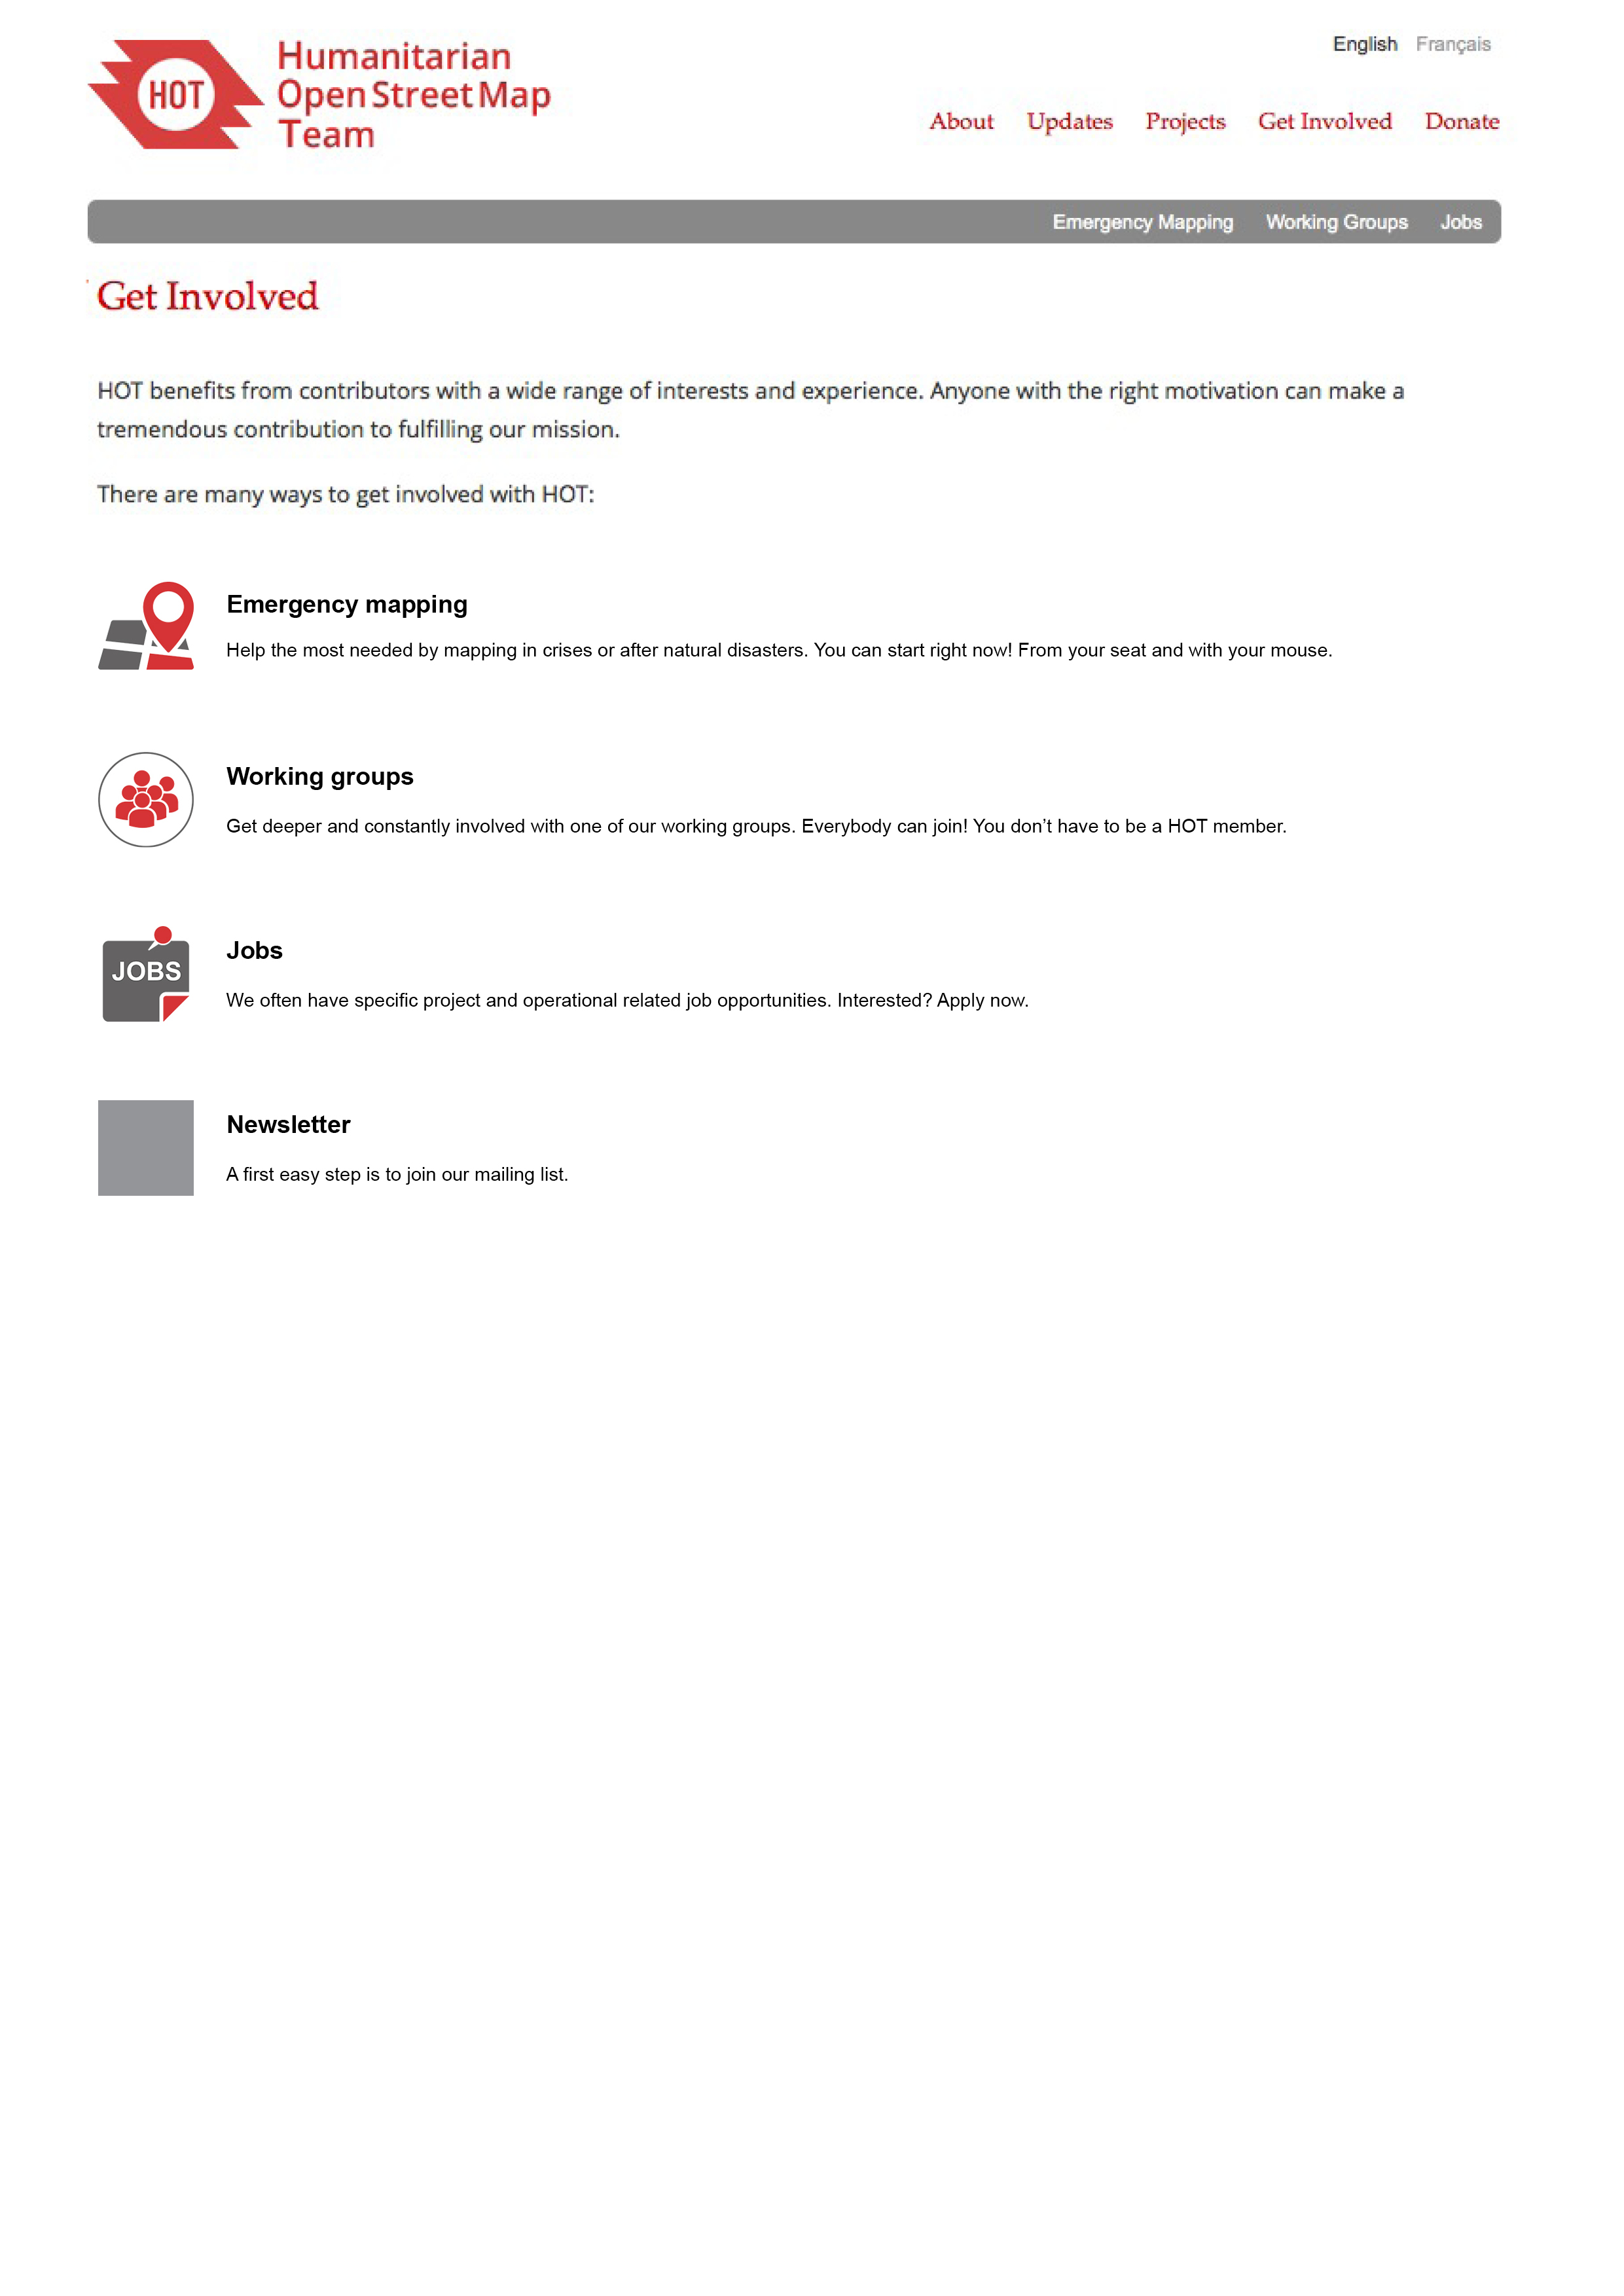 HOT
Humanitarian
OpenStreetMap
Team
English Français
About Updates Projects Get Involved Donate
Emergency Mapping Working Groups Jobs
Get Involved
HOT benefits from contributors with a wide range of interests and experience. Anyone with the right motivation can make a
tremendous contribution to fulfilling our mission.
There are many ways to get involved with HOT:
Emergency mapping
Help the most needed by mapping in crises or after natural disasters. You can start right now! From your seat and with your mouse.
Working groups
Get deeper and constantly involved with one of our working groups. Everybody can join! You don’t have to be a HOT member.
JOBS
Jobs
We often have specific project and operational related job opportunities. Interested? Apply now.
Newsletter
A first easy step is to join our mailing list.